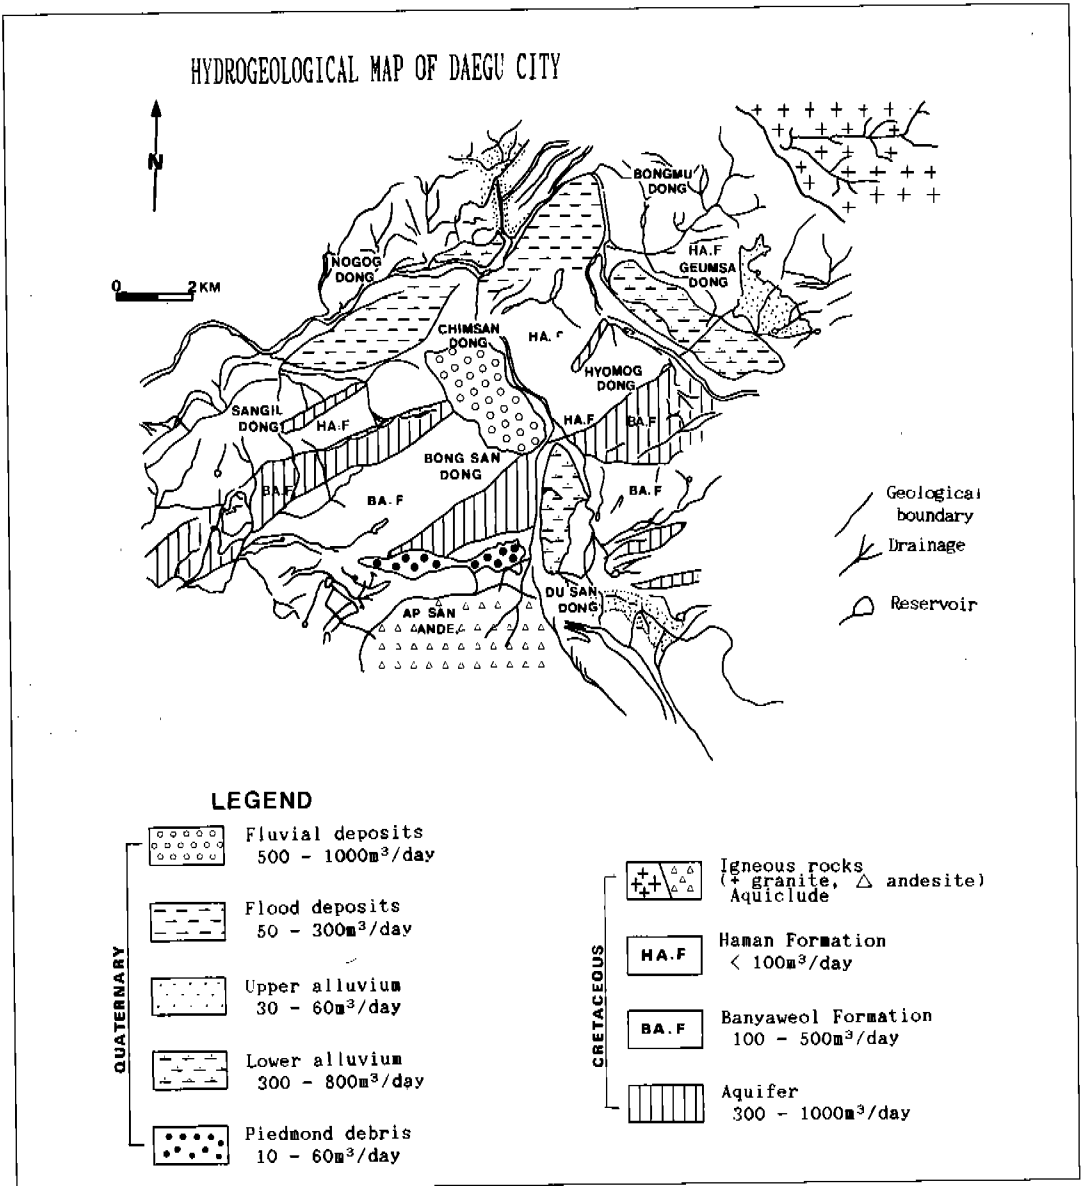 HYDROGEOLOGICAL MAP OF DAEGU CITY
N
BONGMU
DONG
HA.F
GEUMSA
DONG
NOGOG
DONG
0 2 KM
CHIMSAN
DONG
HA.
HYOMOG
DONG
SANGIL
DONG
HA.F
HA.F
BA.F
BONG SAN
DONG
BA.F
BA.F
BA.F
Geological
boundary
Drainage
Reservoir
DU SAN
DONG
AP SAN
ANDE.
LEGEND
QUATERNARY
Fluvial deposits
500 - 1000m³/day
Flood deposits
50 - 300m³/day
Upper alluvium
30 - 60m³/day
Lower alluvium
300 - 800m³/day
Piedmond debris
10 - 60m³/day
CRETACEOUS
Igneous rocks
(+ granite, △ andesite)
Aquiclude
HA.F
Haman Formation
< 100m³/day
BA.F
Banyaweol Formation
100 - 500m³/day
Aquifer
300 - 1000m³/day